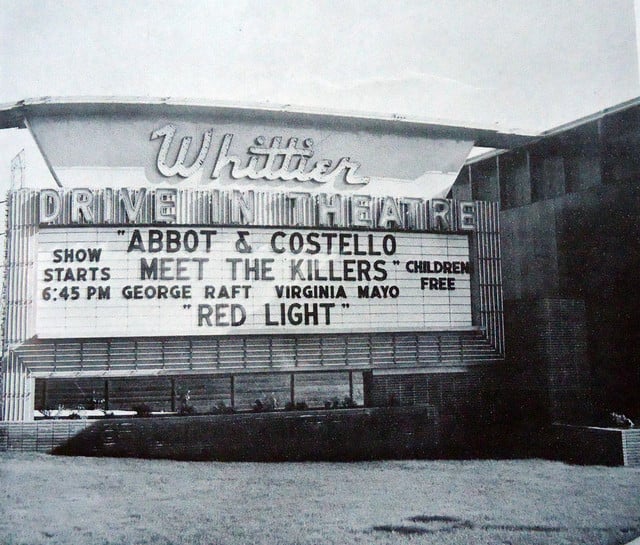 Whittier
DRIVE IN THEATRE
SHOW
STARTS
6:45 PM
"ABBOT & COSTELLO
MEET THE KILLERS"
GEORGE RAFT VIRGINIA MAYO
"RED LIGHT"
CHILDREN
FREE